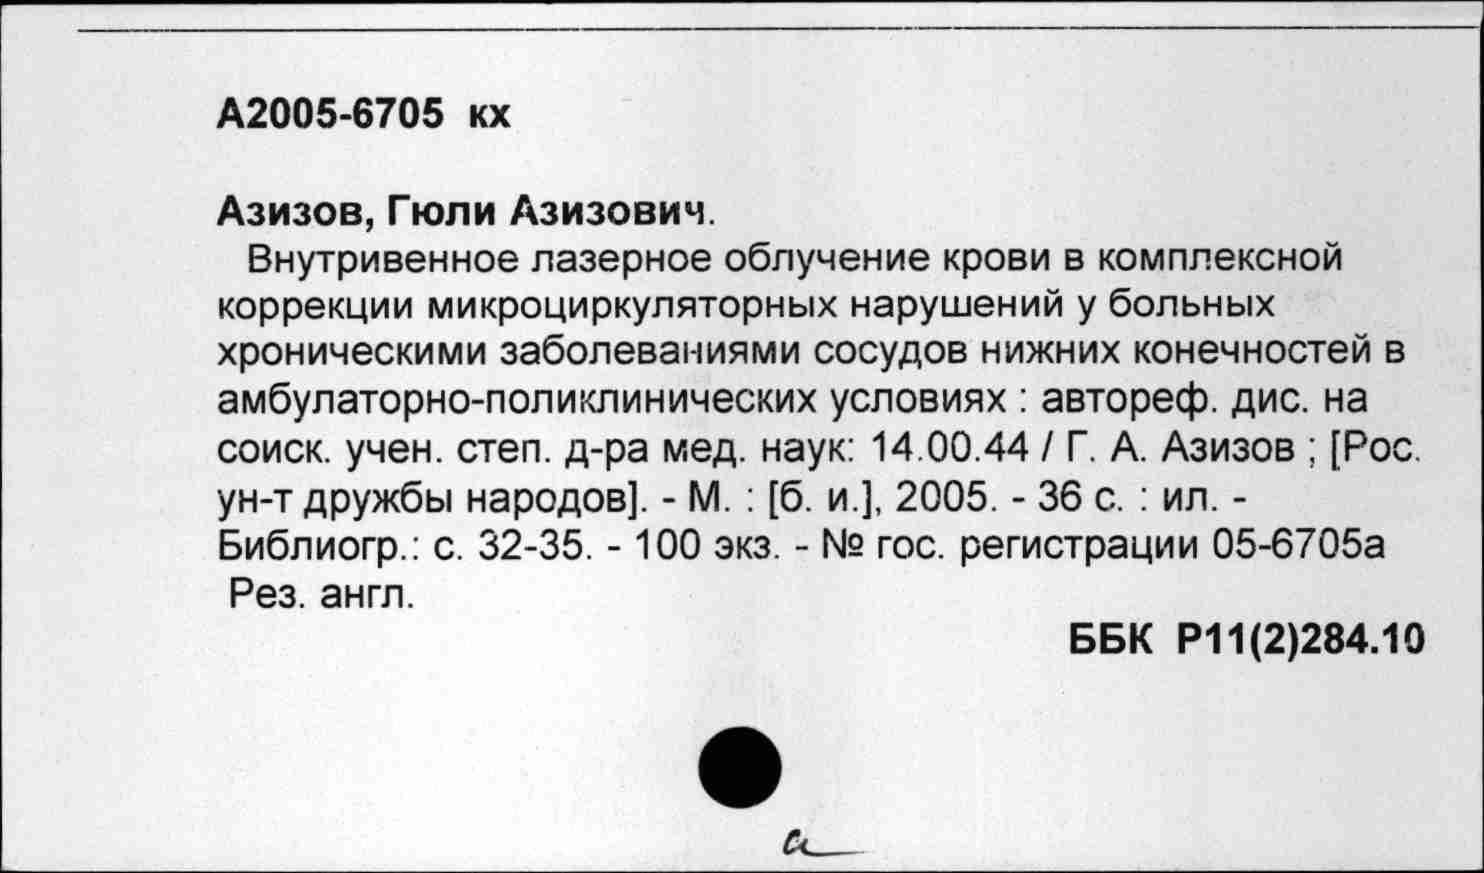 А2005-6705 кх
Азизов, Гюли Азизович.
Внутривенное лазерное облучение крови в комплексной
коррекции микроциркуляторных нарушений у больных
хроническими заболеваниями сосудов нижних конечностей в
амбулаторно-поликлинических условиях : автореф. дис. на
соиск. учен. степ. д-ра мед. наук: 14.00.44 / Г. А. Азизов ; [Рос.
ун-т дружбы народов]. - М. : [б. и.], 2005. - 36 с. : ил. -
Библиогр.: с. 32-35. - 100 экз. - № гос. регистрации 05-6705а
Рез. англ.
ББК Р11(2)284.10